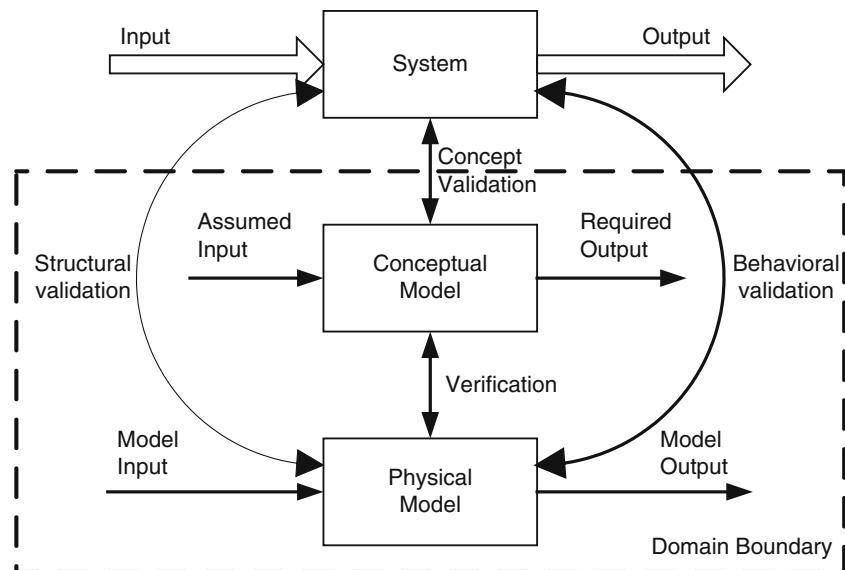 Input
Output
System
Concept
Validation
Assumed
Input
Required
Output
Structural
validation
Conceptual
Model
Behavioral
validation
Verification
Model
Input
Model
Output
Physical
Model
Domain Boundary